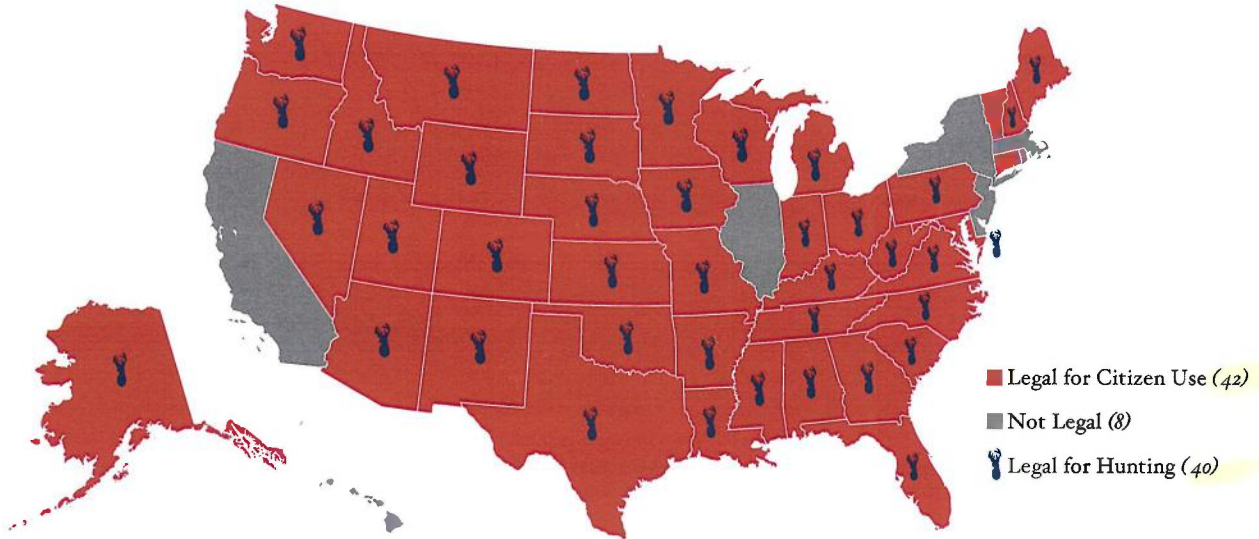 Legal for Citizen Use (42)
Not Legal (8)
Legal for Hunting (40)